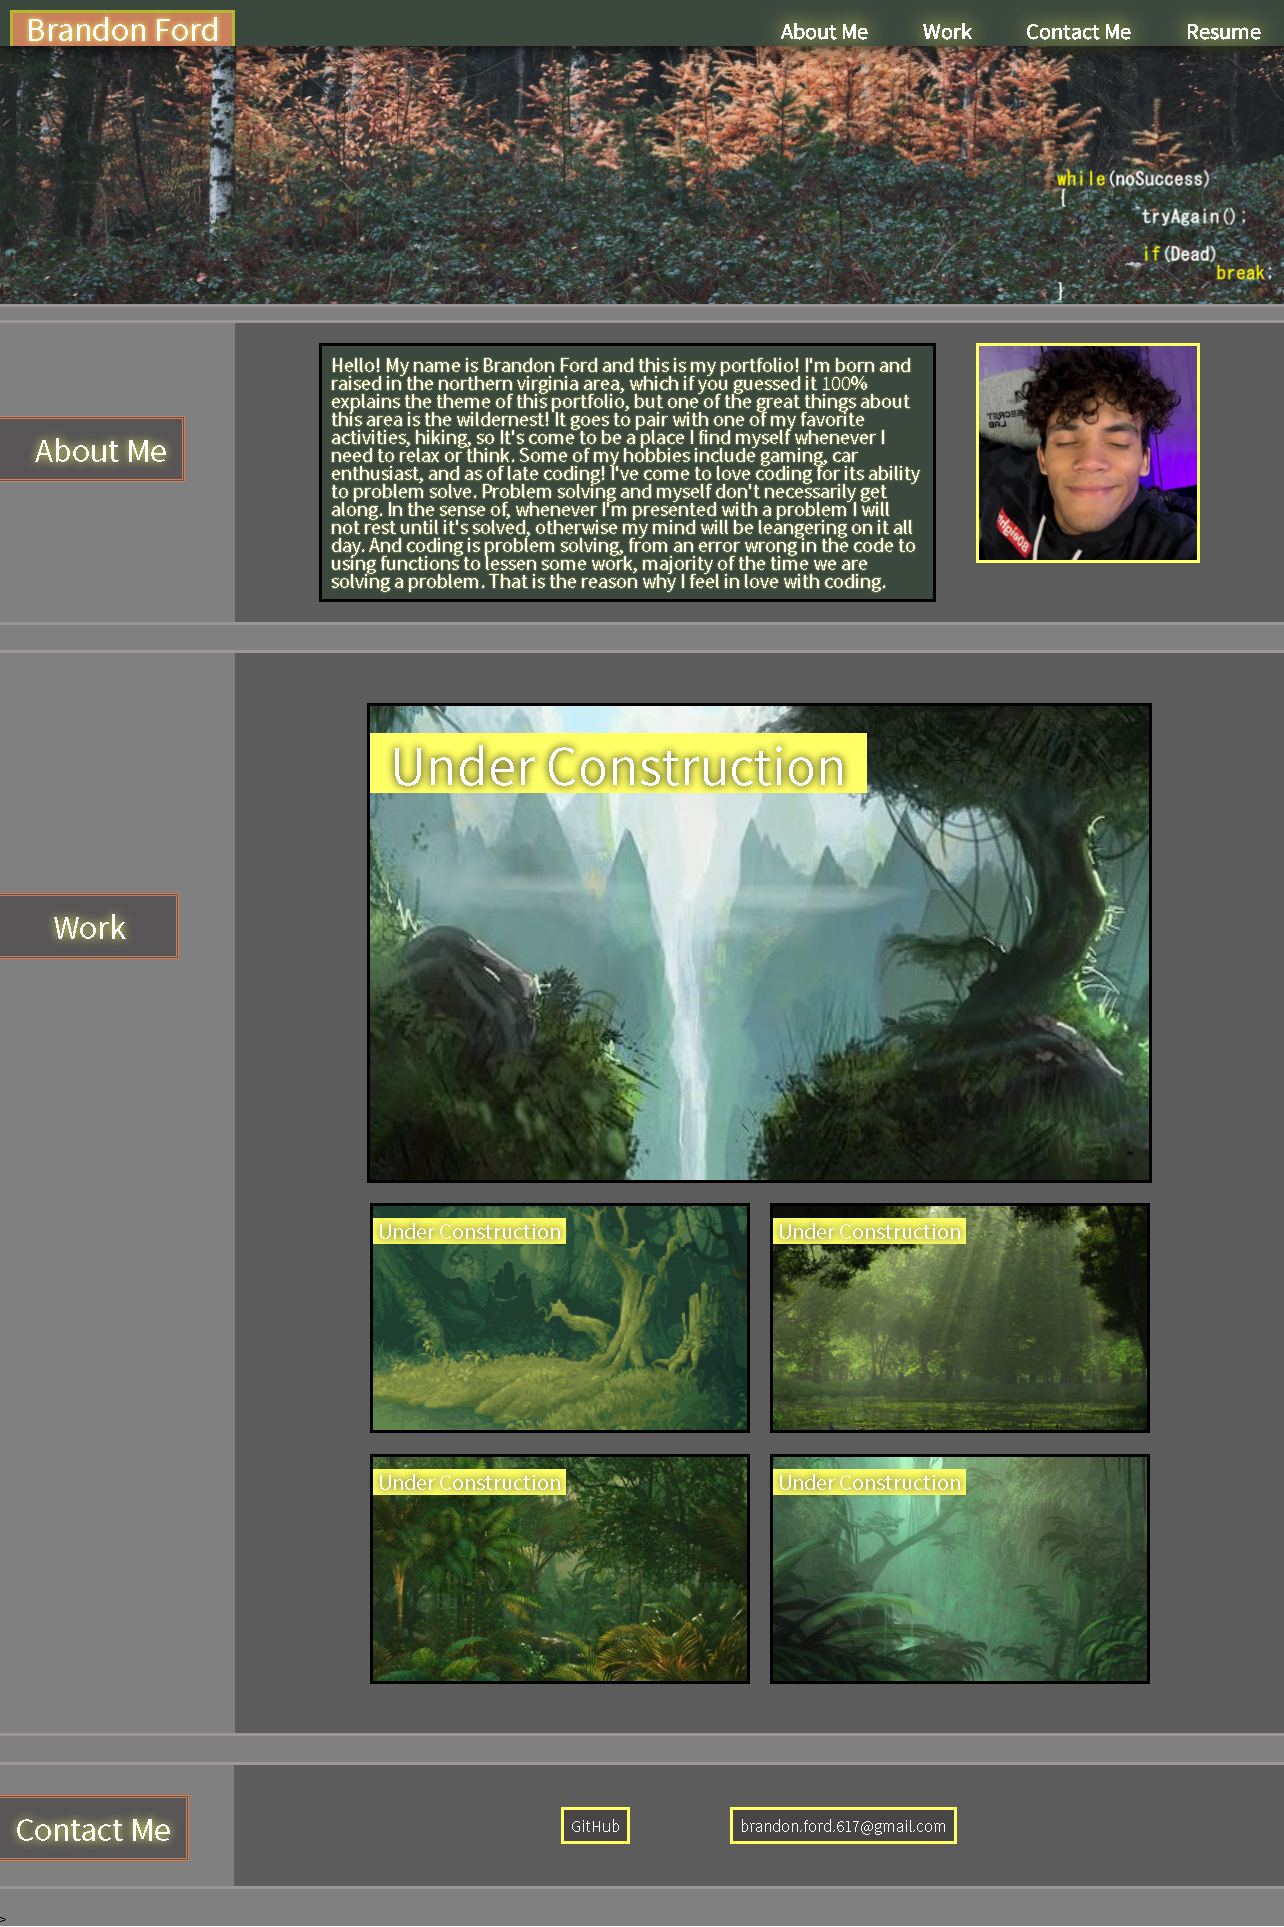 Brandon Ford
About Me Work Contact Me Resume
while(noSuccess)
{
tryAgain();
if(Dead)
break;
}
About Me
Hello! My name is Brandon Ford and this is my portfolio! I'm born and
raised in the northern virginia area, which if you guessed it 100%
explains the theme of this portfolio, but one of the great things about
this area is the wildernest! It goes to pair with one of my favorite
activities, hiking, so It's come to be a place I find myself whenever I
need to relax or think. Some of my hobbies include gaming, car
enthusiast, and as of late coding! I've come to love coding for its ability
to problem solve. Problem solving and myself don't necessarily get
along. In the sense of, whenever I'm presented with a problem I will
not rest until it's solved, otherwise my mind will be leangering on it all
day. And coding is problem solving, from an error wrong in the code to
using functions to lessen some work, majority of the time we are
solving a problem. That is the reason why I feel in love with coding.
Work
Under Construction
Under Construction
Under Construction
Under Construction
Under Construction
Contact Me
GitHub
brandon.ford.617@gmail.com
>